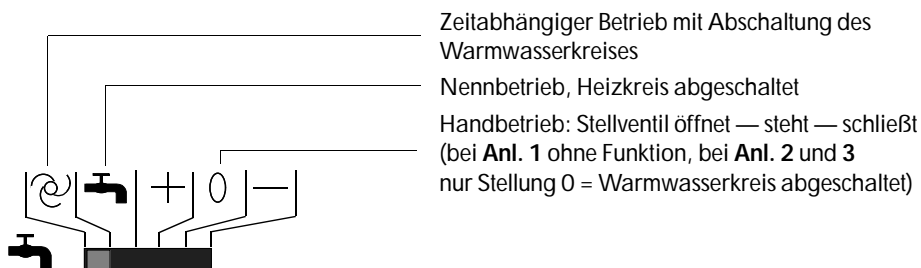 Zeitabhängiger Betrieb mit Abschaltung des
Warmwasserkreises
Nennbetrieb, Heizkreis abgeschaltet
Handbetrieb: Stellventil öffnet — steht — schließt
(bei Anl. 1 ohne Funktion, bei Anl. 2 und 3
nur Stellung 0 = Warmwasserkreis abgeschaltet)
+ 0 —